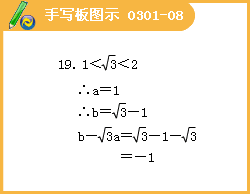 手写板图示 0301-08
19. 1<√3<2
∴a=1
∴b=√3-1
b-√3a=√3-1-√3
=-1